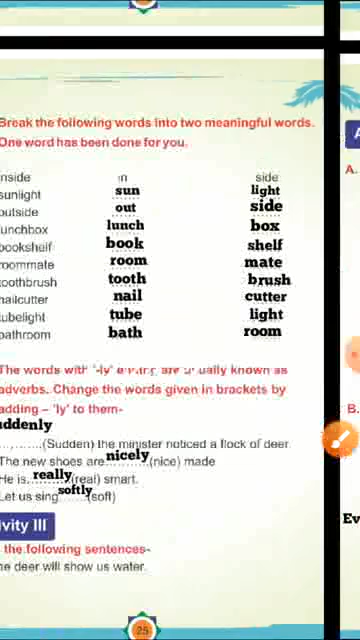 Break the following words into two meaningful words.
One word has been done for you.
nside in side
sunlight sun light
outside out side
lunchbox lunch box
bookshelf book shelf
roommate room mate
toothbrush tooth brush
nailcutter nail cutter
tubelight tube light
bathroom bath room
The words with '-ly' ending are usually known as
adverbs. Change the words given in brackets by
adding – 'ly' to them-
uddenly
..........(Sudden) the minister noticed a flock of deer.
The new shoes are nicely (nice) made
He is really (real) smart.
Let us sing softly (soft)
ivity III
the following sentences-
he deer will show us water.
25
A
A.
B.
Ev